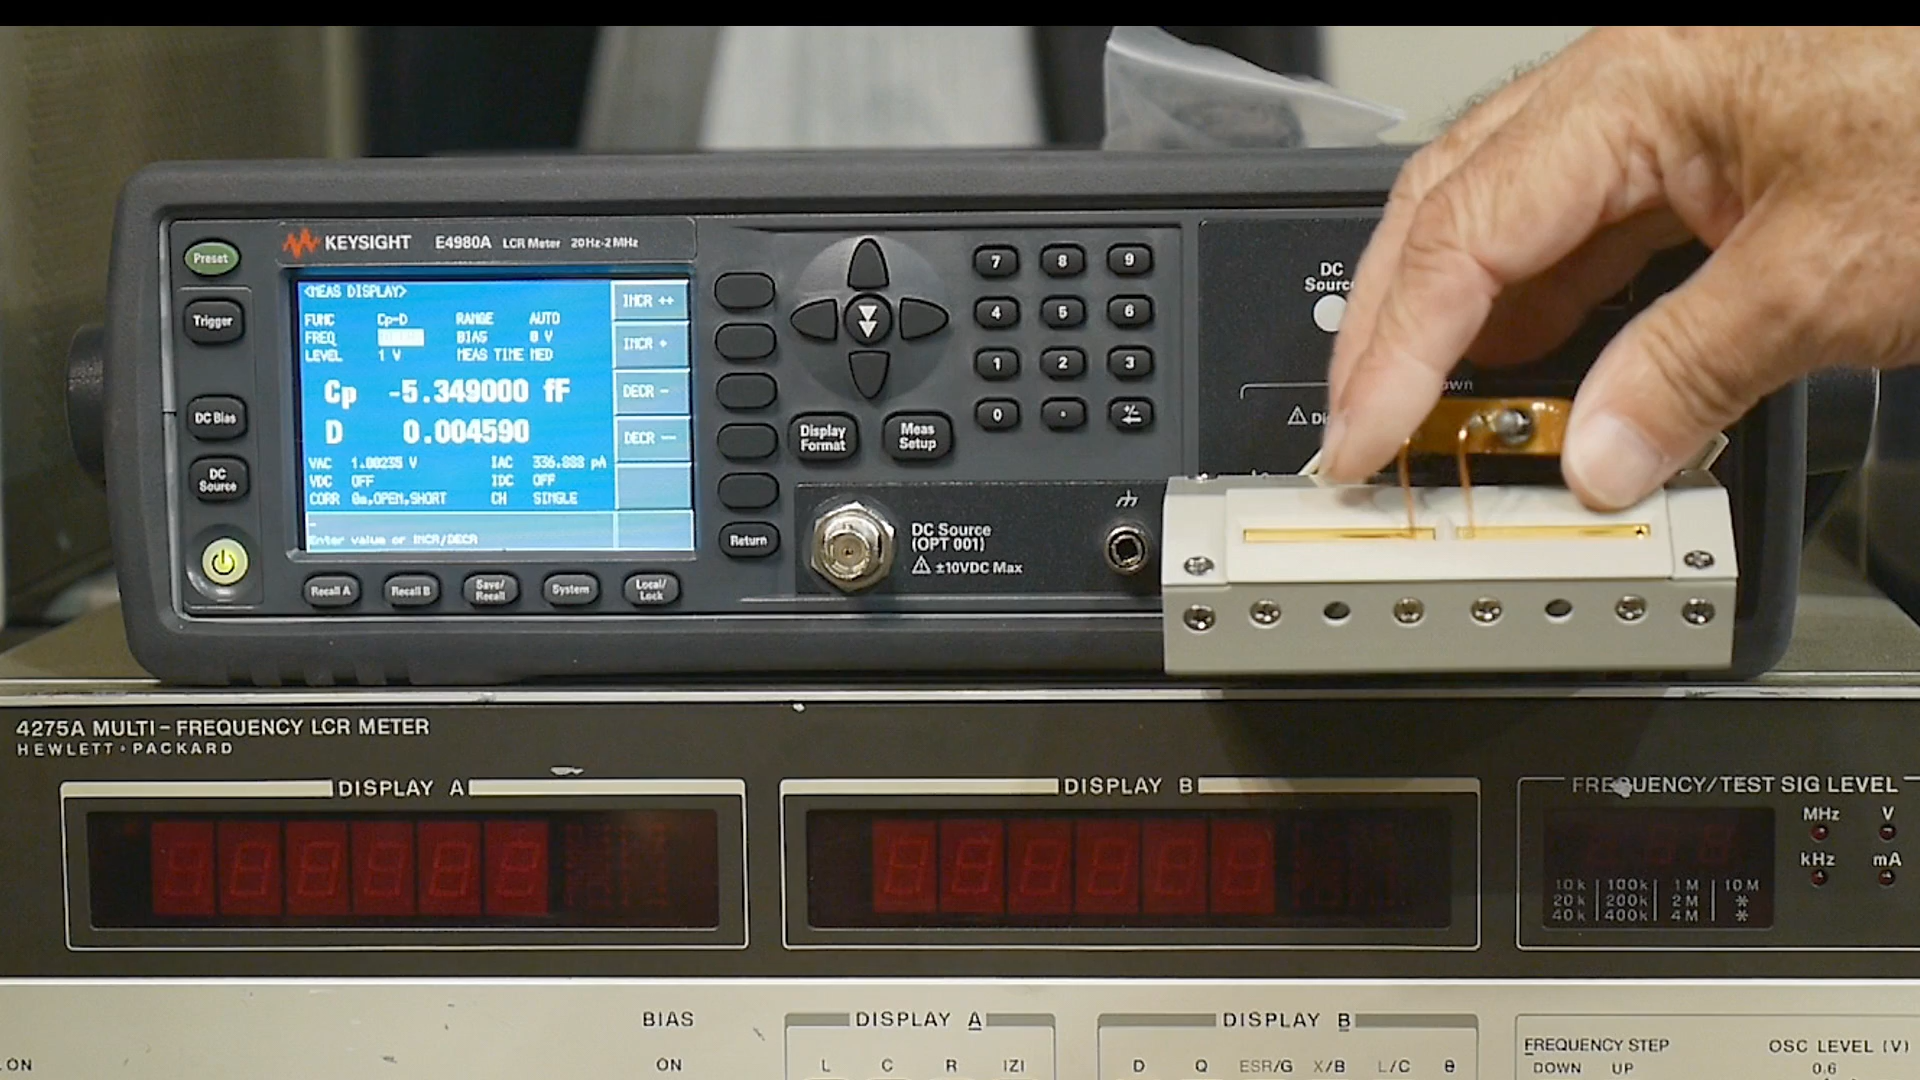 KEYSIGHT E4980A LCR Meter 20Hz-2MHz
Preset
Trigger
DC Bias
DC
Source
<MEAS DISPLAY>
FUNC Cp-D RANGE AUTO
FREQ BIAS 0 V
LEVEL 1 V MEAS TIME MED
Cp -5.349000 fF
D 0.004590
VAC 1.00235 V IAC 336.888 pA
VDC OFF IDC OFF
CORR 0m,OPEN,SHORT CH SINGLE
Enter value or INCR/DECR
INCR ++
INCR +
DECR -
DECR --
Recall A
Recall B
Save/
Recall
System
Local/
Lock
Return
Display
Format
Meas
Setup
7 8 9
4 5 6
1 2 3
0 . +/-
←
DC Source
(OPT 001)
⚠ ±10VDC Max
DC
Source
4275A MULTI-FREQUENCY LCR METER
HEWLETT·PACKARD
DISPLAY A
DISPLAY B
FREQUENCY/TEST SIG LEVEL
MHz V
kHz mA
10k 100k 1M 10M
20k 200k 2M *
40k 400k 4M *
BIAS
ON
ON
DISPLAY A
L C R |Z|
DISPLAY B
D Q ESR/G X/B L/C θ
FREQUENCY STEP
DOWN UP
OSC LEVEL (V)
0.6